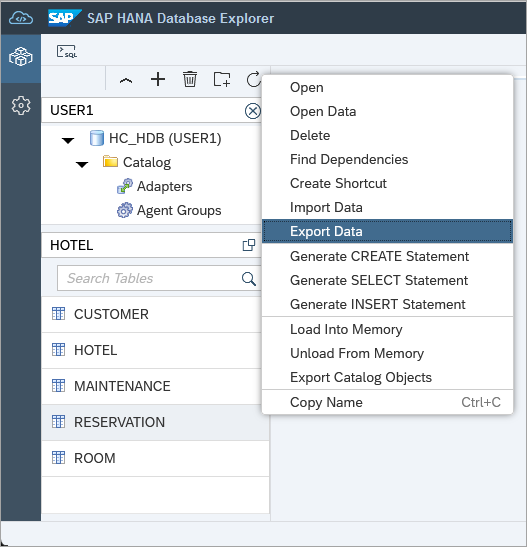 SAP SAP HANA Database Explorer
SQL
USER1
HC_HDB (USER1)
Catalog
Adapters
Agent Groups
HOTEL
Search Tables
CUSTOMER
HOTEL
MAINTENANCE
RESERVATION
ROOM
Open
Open Data
Delete
Find Dependencies
Create Shortcut
Import Data
Export Data
Generate CREATE Statement
Generate SELECT Statement
Generate INSERT Statement
Load Into Memory
Unload From Memory
Export Catalog Objects
Copy Name Ctrl+C